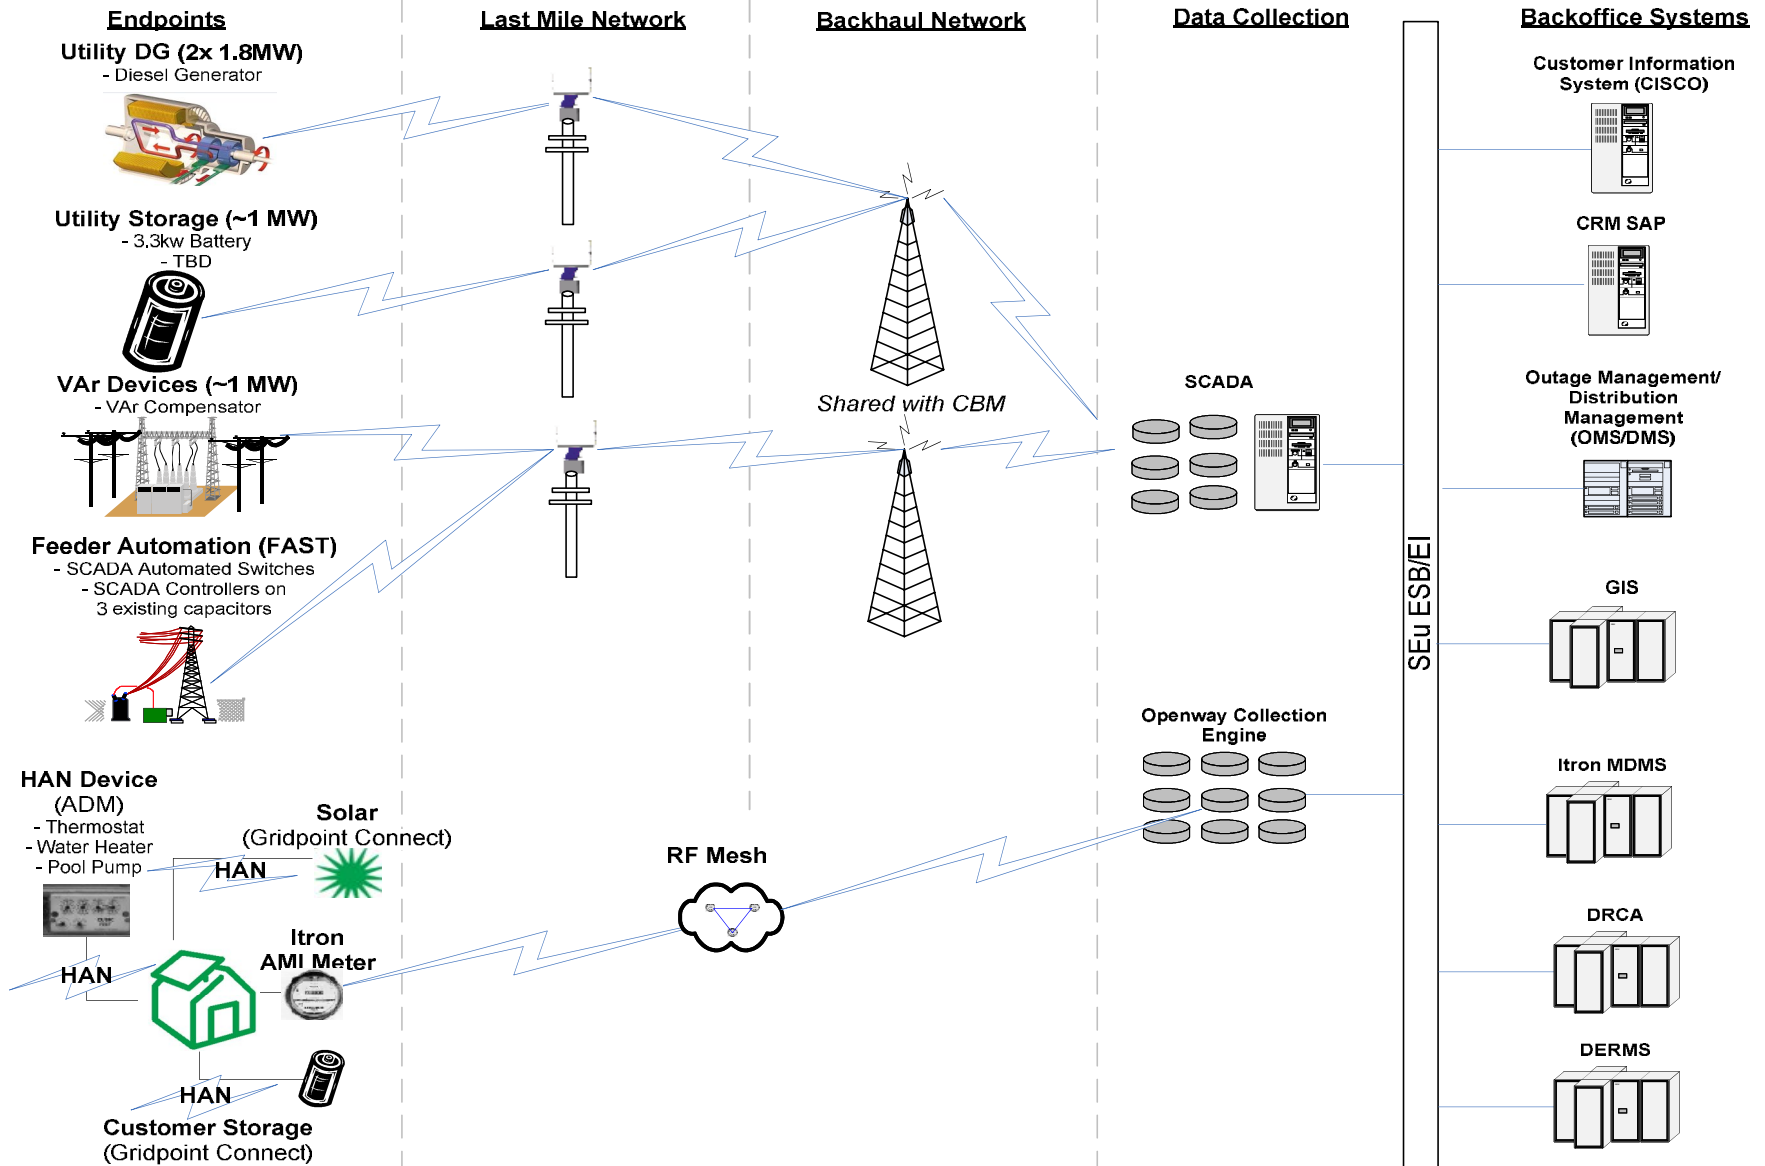 Endpoints
Utility DG (2x 1.8MW)
- Diesel Generator
Utility Storage (~1 MW)
- 3.3kw Battery
- TBD
VAr Devices (~1 MW)
- VAr Compensator
Feeder Automation (FAST)
- SCADA Automated Switches
- SCADA Controllers on
3 existing capacitors
HAN Device
(ADM)
- Thermostat
- Water Heater
- Pool Pump
HAN
Solar
(Gridpoint Connect)
HAN
Itron
AMI Meter
HAN
Customer Storage
(Gridpoint Connect)
Last Mile Network
RF Mesh
Backhaul Network
Shared with CBM
Data Collection
SCADA
Openway Collection
Engine
SEu ESB/EI
Backoffice Systems
Customer Information
System (CISCO)
CRM SAP
Outage Management/
Distribution
Management
(OMS/DMS)
GIS
Itron MDMS
DRCA
DERMS